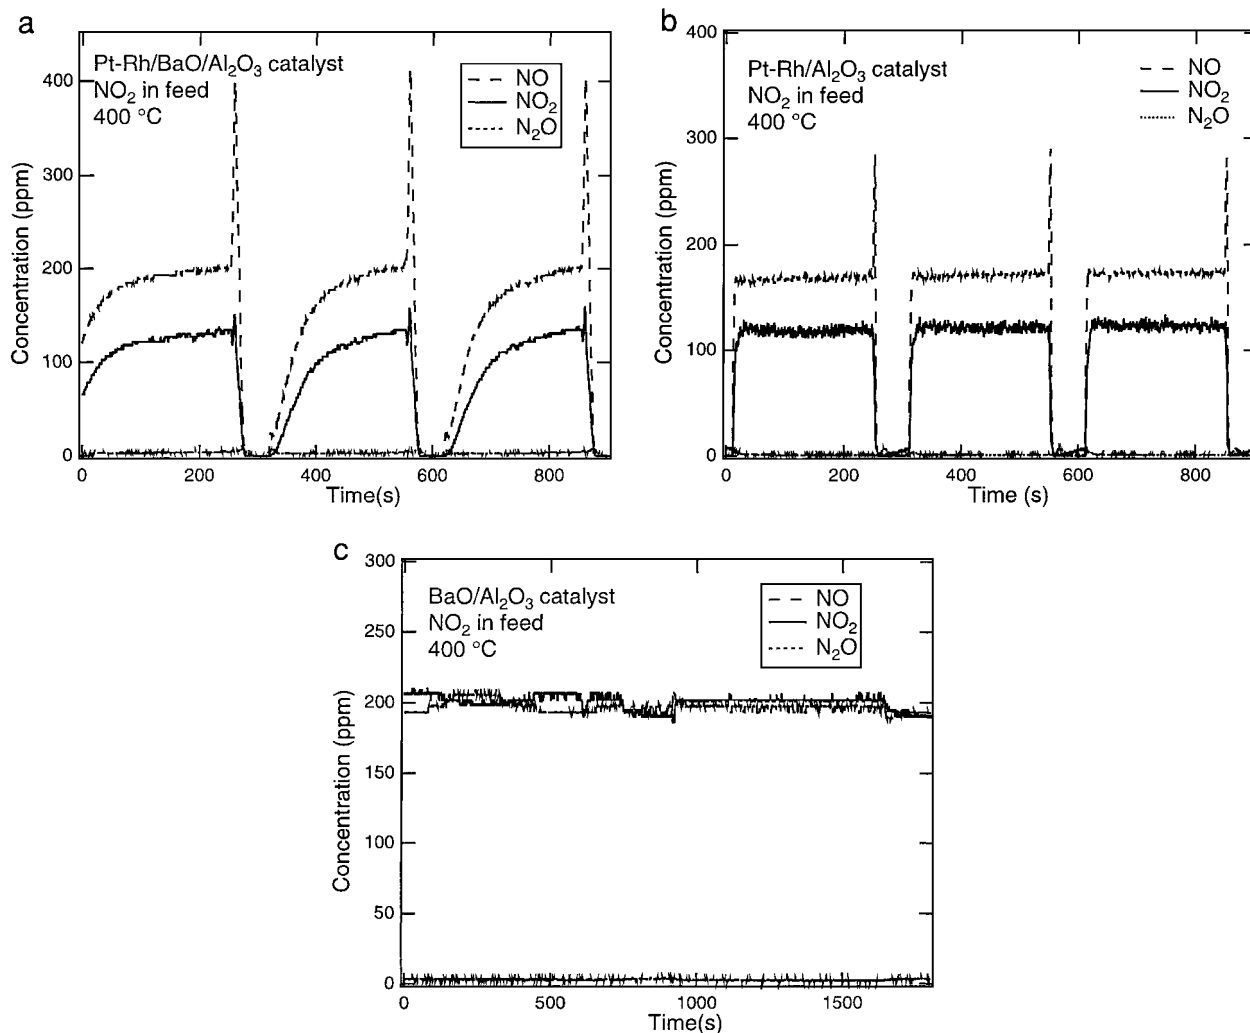 a
Pt-Rh/BaO/Al2O3 catalyst
NO2 in feed
400 °C
NO
NO2
N2O
400
300
200
100
0
Concentration (ppm)
0 200 400 600 800
Time(s)
b
Pt-Rh/Al2O3 catalyst
NO2 in feed
400 °C
NO
NO2
N2O
400
300
200
100
0
Concentration (ppm)
0 200 400 600 800
Time (s)
c
BaO/Al2O3 catalyst
NO2 in feed
400 °C
NO
NO2
N2O
300
250
200
150
100
50
0
Concentration (ppm)
0 500 1000 1500
Time(s)